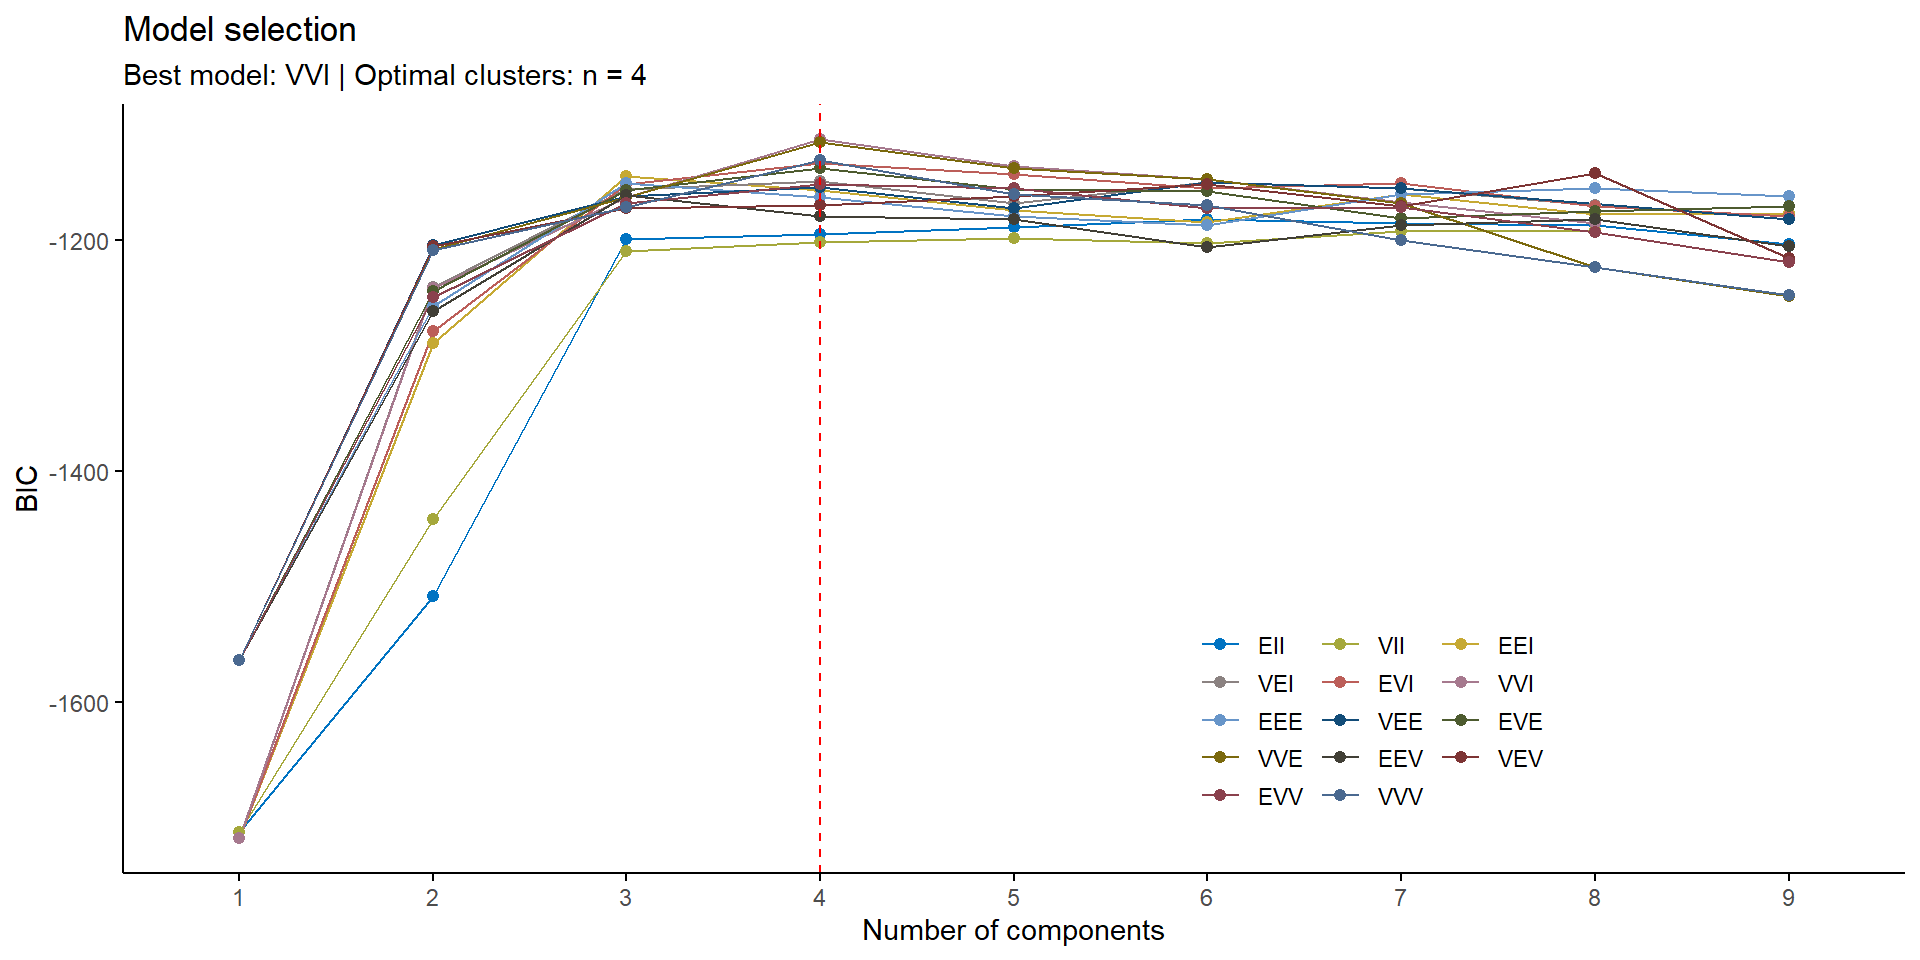 Model selection
Best model: VVI | Optimal clusters: n = 4
BIC
-1200
-1400
-1600
EII VII EEI
VEI EVI VVI
EEE VEE EVE
VVE EEV VEV
EVV VVV
1 2 3 4 5 6 7 8 9
Number of components